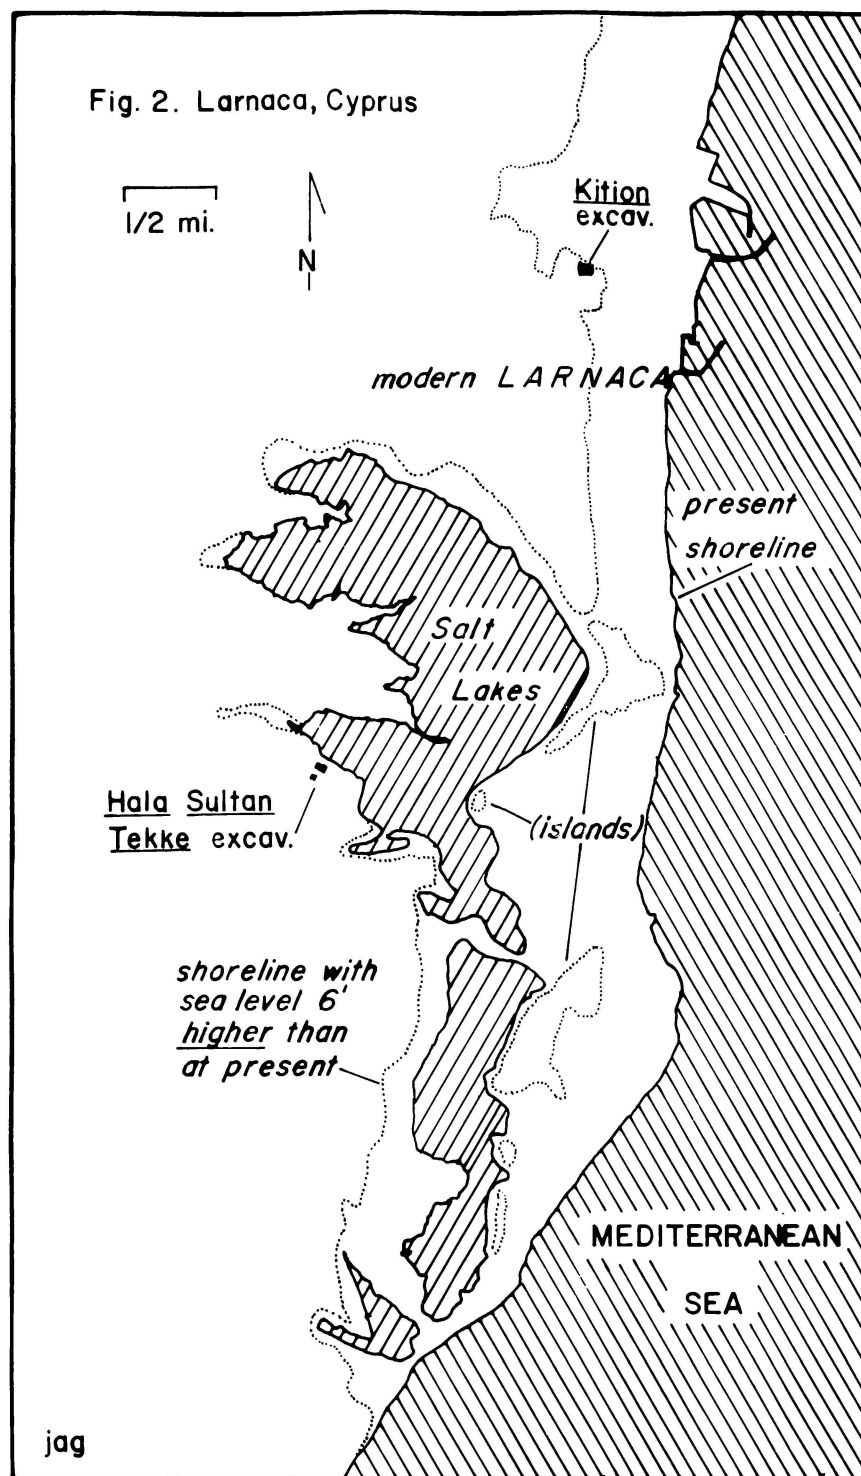 Fig. 2. Larnaca, Cyprus
1/2 mi.
N
Kition
excav.
modern LARNACA
present
shoreline
Salt
Lakes
Hala Sultan
Tekke excav.
(islands)
shoreline with
sea level 6'
higher than
at present
MEDITERRANEAN
SEA
jag